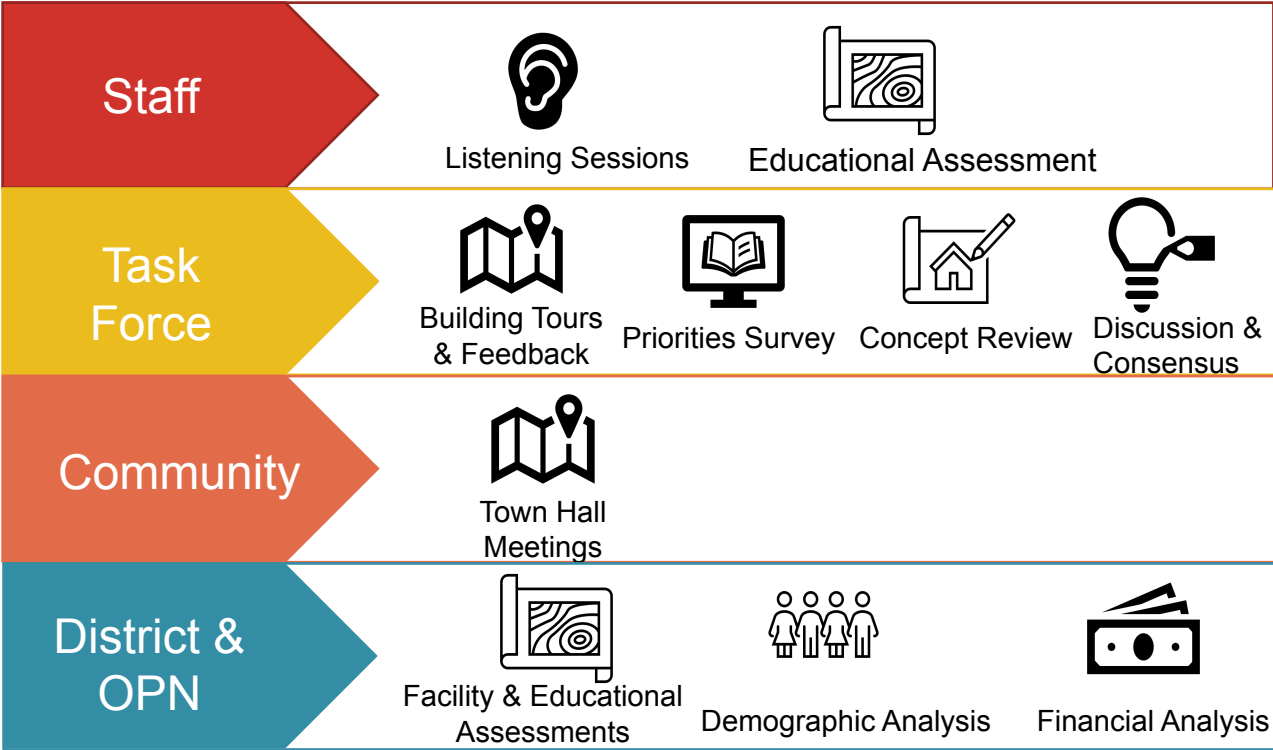 Staff
Listening Sessions
Educational Assessment
Task
Force
Building Tours
& Feedback
Priorities Survey
Concept Review
Discussion &
Consensus
Community
Town Hall
Meetings
District &
OPN
Facility & Educational
Assessments
Demographic Analysis
Financial Analysis